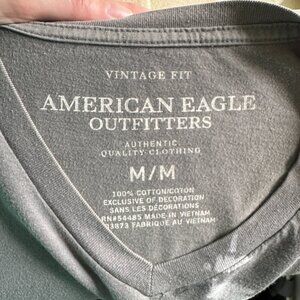 VINTAGE FIT
AMERICAN EAGLE
OUTFITTERS
AUTHENTIC
QUALITY·CLOTHING
M/M
100% COTTON/COTON
EXCLUSIVE OF DECORATION
SANS LES DÉCORATIONS
RN#54485 MADE IN VIETNAM
FABRIQUÉ AU VIETNAM